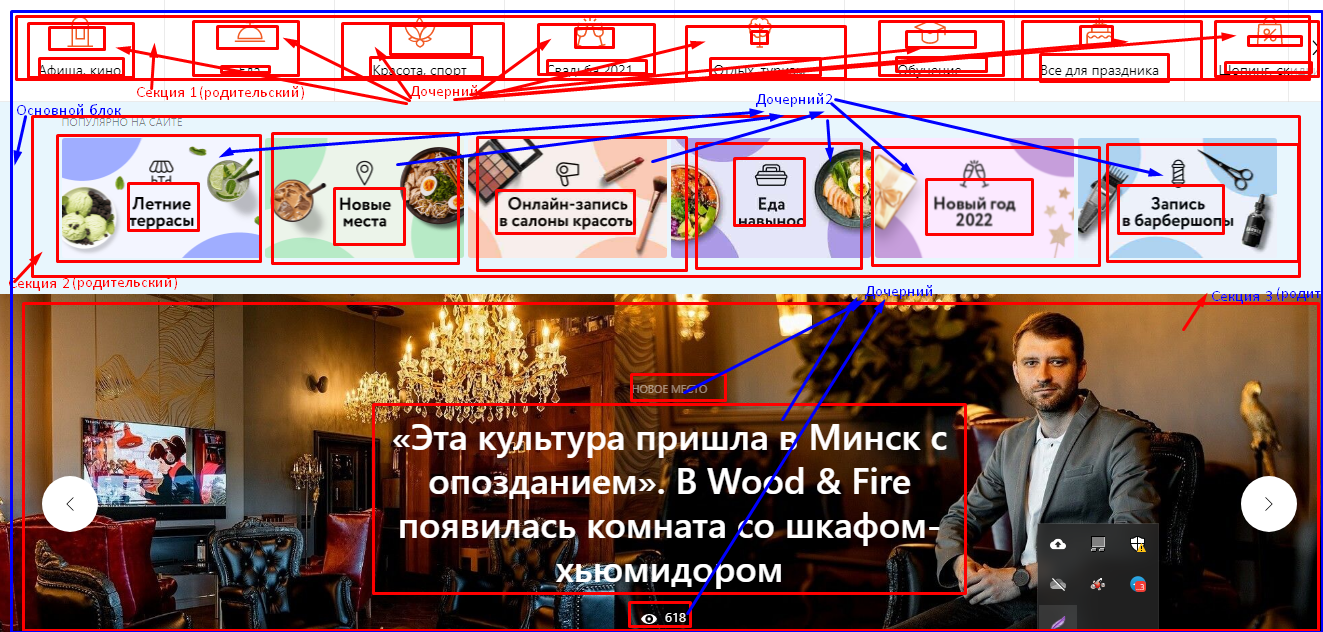 Афиша, кино
Еда
Красота, спорт
Свадьба 2021
Отдых, туризм
Обучение
Все для праздника
Шопинг, скид
Секция 1(родительский)
Дочерний
Дочерний2
Основной блок
ПОПУЛЯРНО НА САЙТЕ
Летние
террасы
Новые
места
Онлайн-запись
в салоны красоты
Еда
навынос
Новый год
2022
Запись
в барбершопы
Секция 2(родительский)
Дочерний
Секция 3(родит
НОВОЕ МЕСТО
«Эта культура пришла в Минск с
опозданием». В Wood & Fire
появилась комната со шкафом-
хьюмидором
618